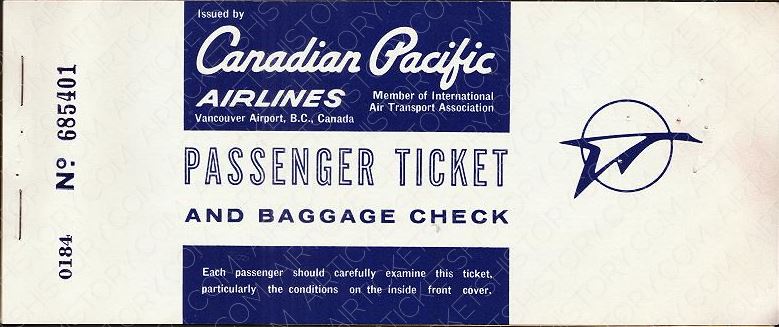 Issued by
Canadian Pacific
AIRLINES
Member of International
Air Transport Association
Vancouver Airport, B.C., Canada
PASSENGER TICKET
AND BAGGAGE CHECK
Each passenger should carefully examine this ticket,
particularly the conditions on the inside front cover.
0184 Nº 685401